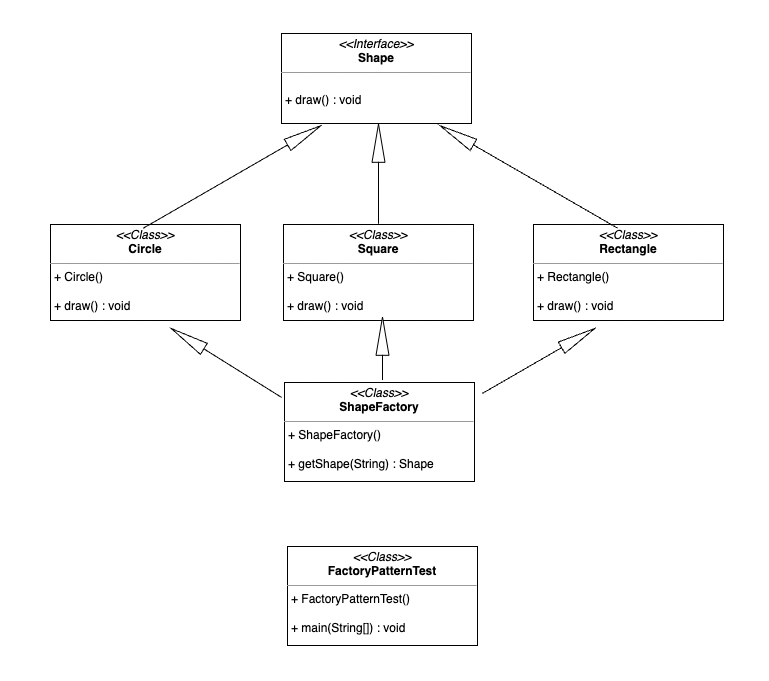 <<Interface>>
Shape
+ draw() : void
<<Class>>
Circle
+ Circle()
+ draw() : void
<<Class>>
Square
+ Square()
+ draw() : void
<<Class>>
Rectangle
+ Rectangle()
+ draw() : void
<<Class>>
ShapeFactory
+ ShapeFactory()
+ getShape(String) : Shape
<<Class>>
FactoryPatternTest
+ FactoryPatternTest()
+ main(String[]) : void